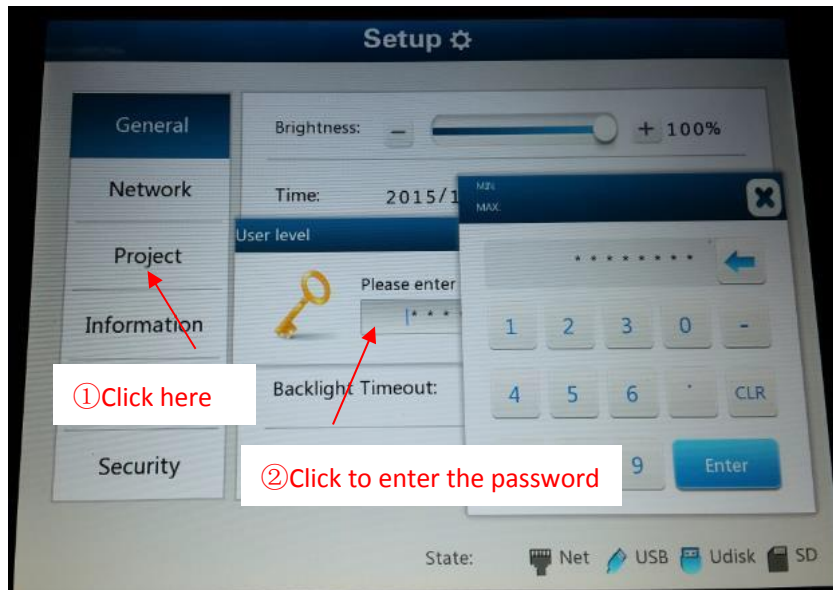 Setup
General
Brightness:
−
+ 100%
Network
Time:
2015/1
MIN.
MAX.
Project
User level
Please enter
* * * * * * * *
|* * * *
Information
1 2 3 0 -
4 5 6 . CLR
9 Enter
①Click here
Backlight Timeout:
②Click to enter the password
Security
State:
Net
USB
Udisk
SD